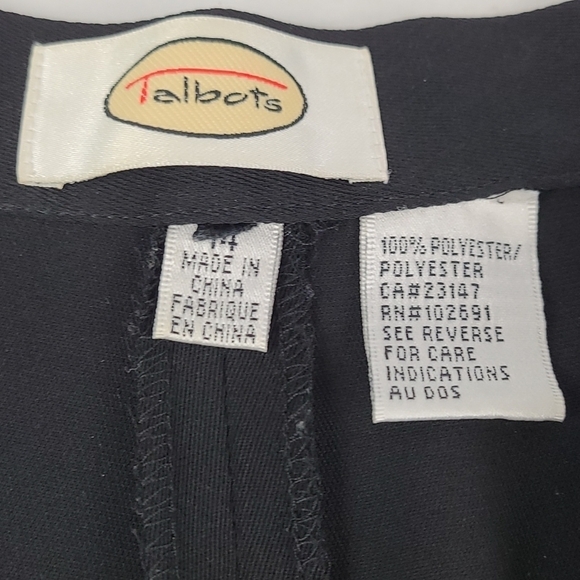 Talbots
14
MADE IN
CHINA
FABRIQUE
EN CHINA
100% POLYESTER/
POLYESTER
CA#23147
RN#102691
SEE REVERSE
FOR CARE
INDICATIONS
AU DOS